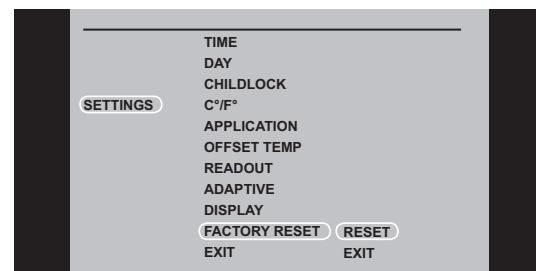 TIME
DAY
CHILDLOCK
SETTINGS C°/F°
APPLICATION
OFFSET TEMP
READOUT
ADAPTIVE
DISPLAY
FACTORY RESET RESET
EXIT EXIT